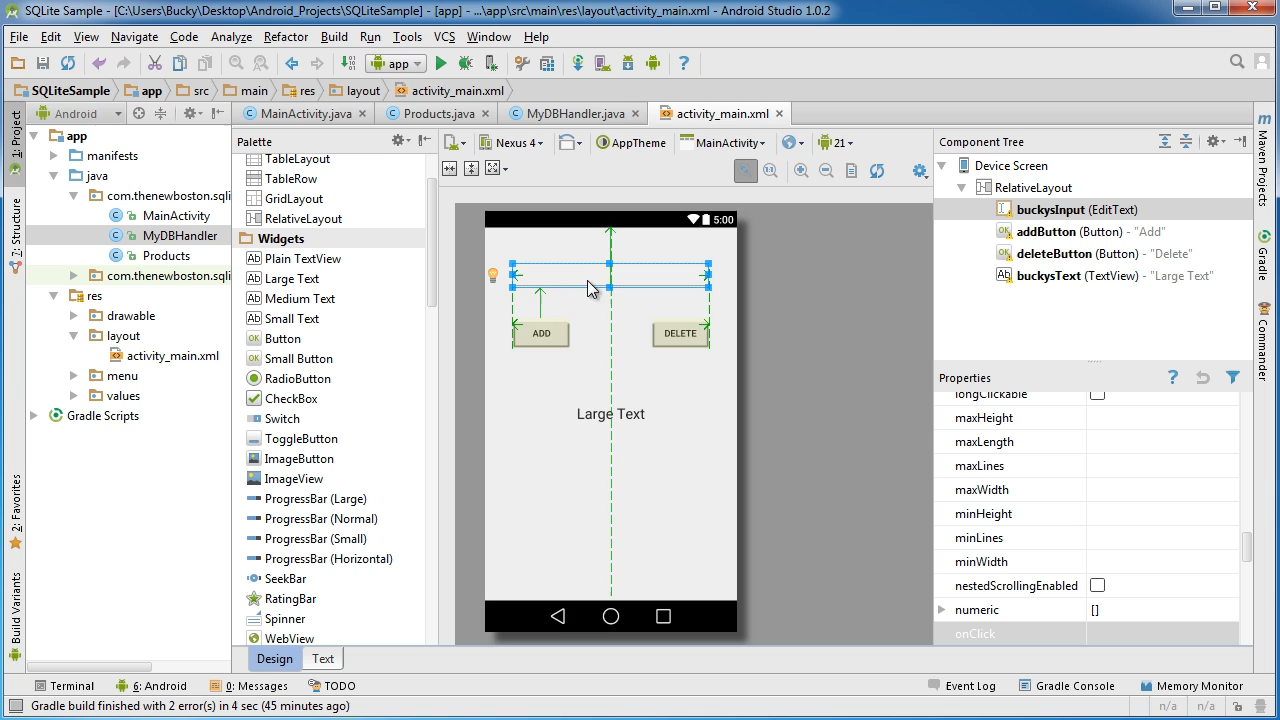 SQLite Sample - [C:\Users\Bucky\Desktop\Android_Projects\SQLiteSample] - [app] - ...\app\src\main\res\layout\activity_main.xml - Android Studio 1.0.2
File Edit View Navigate Code Analyze Refactor Build Run Tools VCS Window Help
app
SQLiteSample app src main res layout activity_main.xml
Android MainActivity.java Products.java MyDBHandler.java activity_main.xml
1: Project
7: Structure
2: Favorites
Build Variants
app
manifests
java
com.thenewboston.sqli
MainActivity
MyDBHandler
Products
com.thenewboston.sqli
res
drawable
layout
activity_main.xml
menu
values
Gradle Scripts
Palette
TableLayout
TableRow
GridLayout
RelativeLayout
Widgets
Plain TextView
Large Text
Medium Text
Small Text
Button
Small Button
RadioButton
CheckBox
Switch
ToggleButton
ImageButton
ImageView
ProgressBar (Large)
ProgressBar (Normal)
ProgressBar (Small)
ProgressBar (Horizontal)
SeekBar
RatingBar
Spinner
WebView
Nexus 4 AppTheme MainActivity 21
5:00
ADD DELETE
Large Text
Design Text
Component Tree
Device Screen
RelativeLayout
buckysInput (EditText)
addButton (Button) - "Add"
deleteButton (Button) - "Delete"
buckysText (TextView) - "Large Text"
Properties
longClickable
maxHeight
maxLength
maxLines
maxWidth
minHeight
minLines
minWidth
nestedScrollingEnabled
numeric []
onClick
Maven Projects
Gradle
Commander
Terminal 6: Android 0: Messages TODO Event Log Gradle Console Memory Monitor
Gradle build finished with 2 error(s) in 4 sec (45 minutes ago) n/a n/a